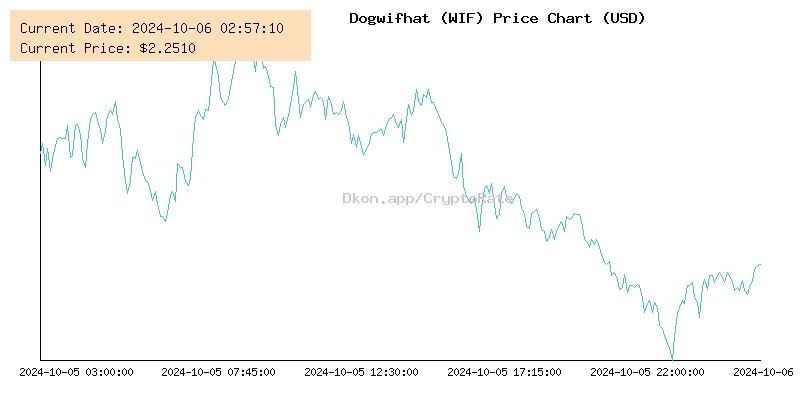 Dogwifhat (WIF) Price Chart (USD)
Current Date: 2024-10-06 02:57:10
Current Price: $2.2510
Dkon.app/CryptoRate
2024-10-05 03:00:00
2024-10-05 07:45:00
2024-10-05 12:30:00
2024-10-05 17:15:00
2024-10-05 22:00:00
2024-10-06